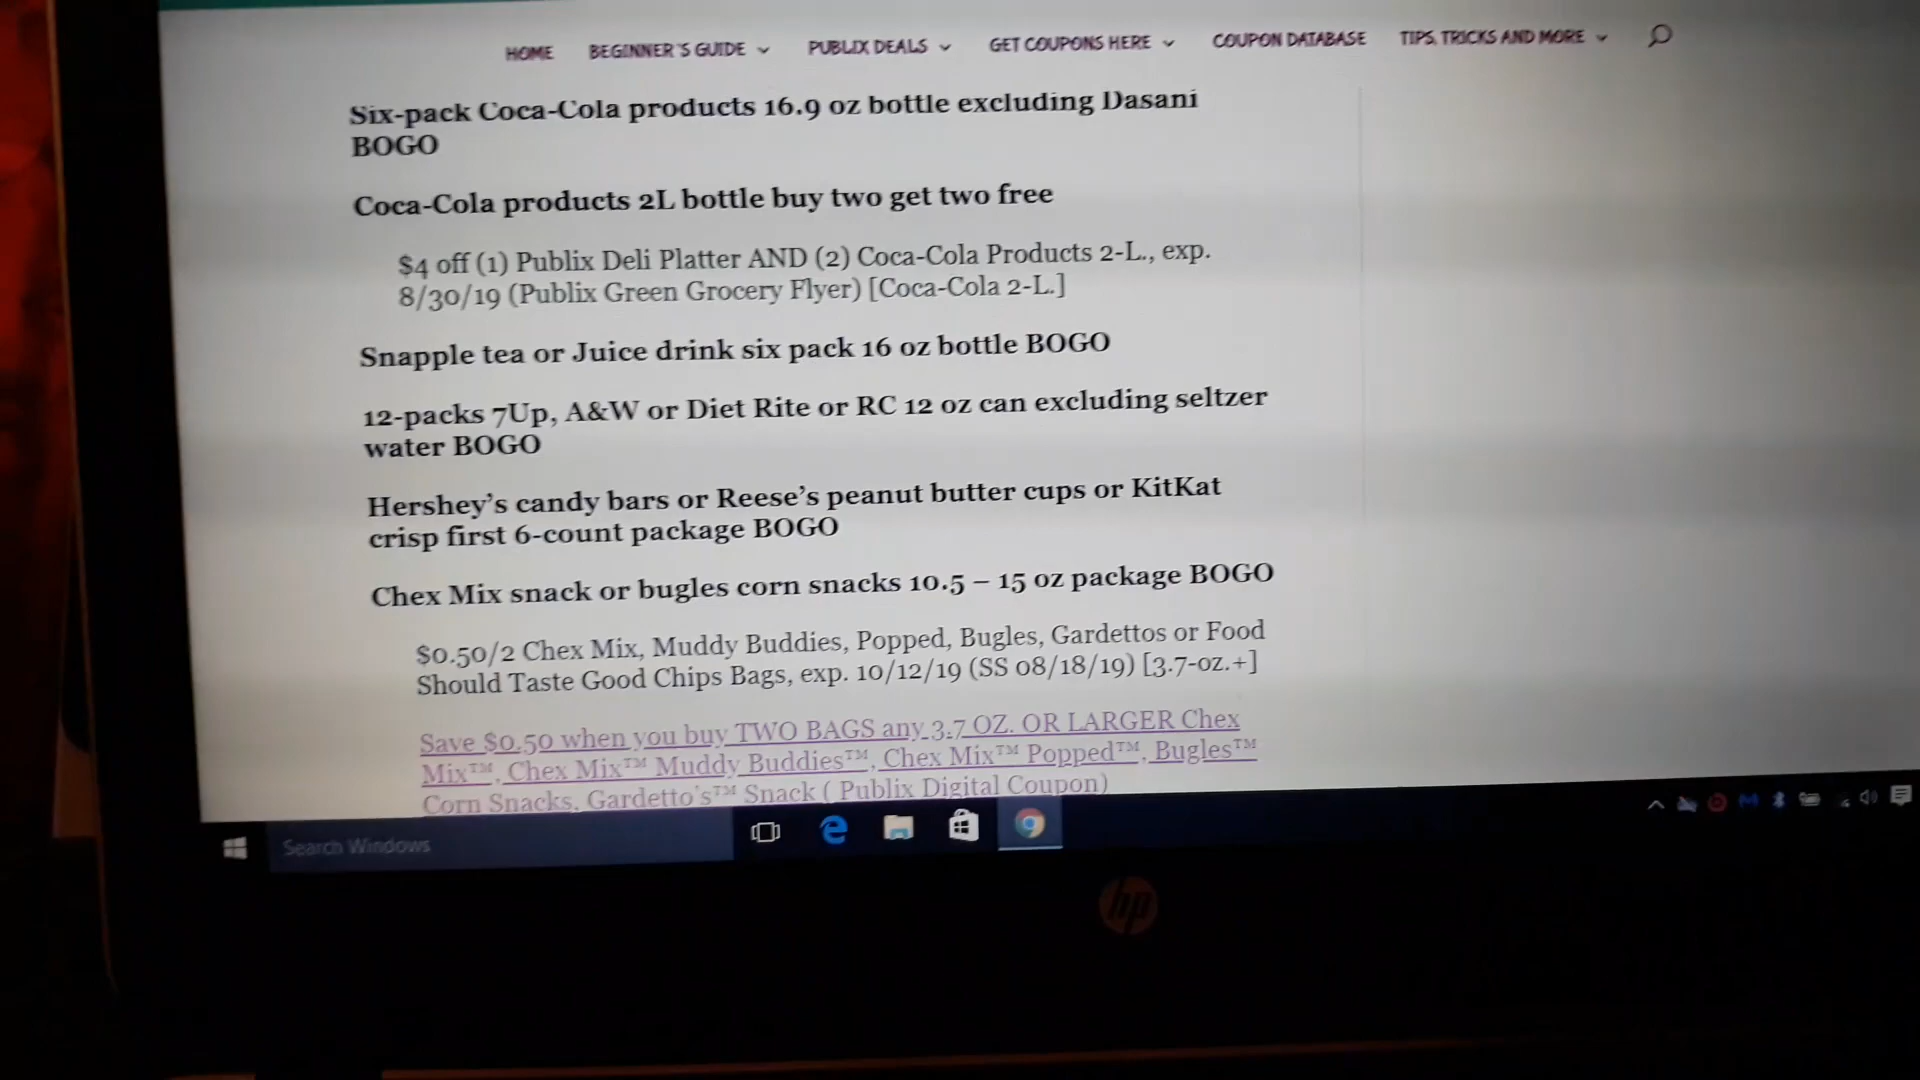 HOME BEGINNER'S GUIDE PUBLIX DEALS GET COUPONS HERE COUPON DATABASE TIPS, TRICKS AND MORE
Six-pack Coca-Cola products 16.9 oz bottle excluding Dasani
BOGO
Coca-Cola products 2L bottle buy two get two free
$4 off (1) Publix Deli Platter AND (2) Coca-Cola Products 2-L., exp.
8/30/19 (Publix Green Grocery Flyer) [Coca-Cola 2-L.]
Snapple tea or Juice drink six pack 16 oz bottle BOGO
12-packs 7Up, A&W or Diet Rite or RC 12 oz can excluding seltzer
water BOGO
Hershey's candy bars or Reese's peanut butter cups or KitKat
crisp first 6-count package BOGO
Chex Mix snack or bugles corn snacks 10.5 – 15 oz package BOGO
$0.50/2 Chex Mix, Muddy Buddies, Popped, Bugles, Gardettos or Food
Should Taste Good Chips Bags, exp. 10/12/19 (SS 08/18/19) [3.7-oz.+]
Save $0.50 when you buy TWO BAGS any 3.7 OZ. OR LARGER Chex
Mix™, Chex Mix™ Muddy Buddies™, Chex Mix™ Popped™, Bugles™
Corn Snacks, Gardetto's™ Snack ( Publix Digital Coupon)
Search Windows
hp